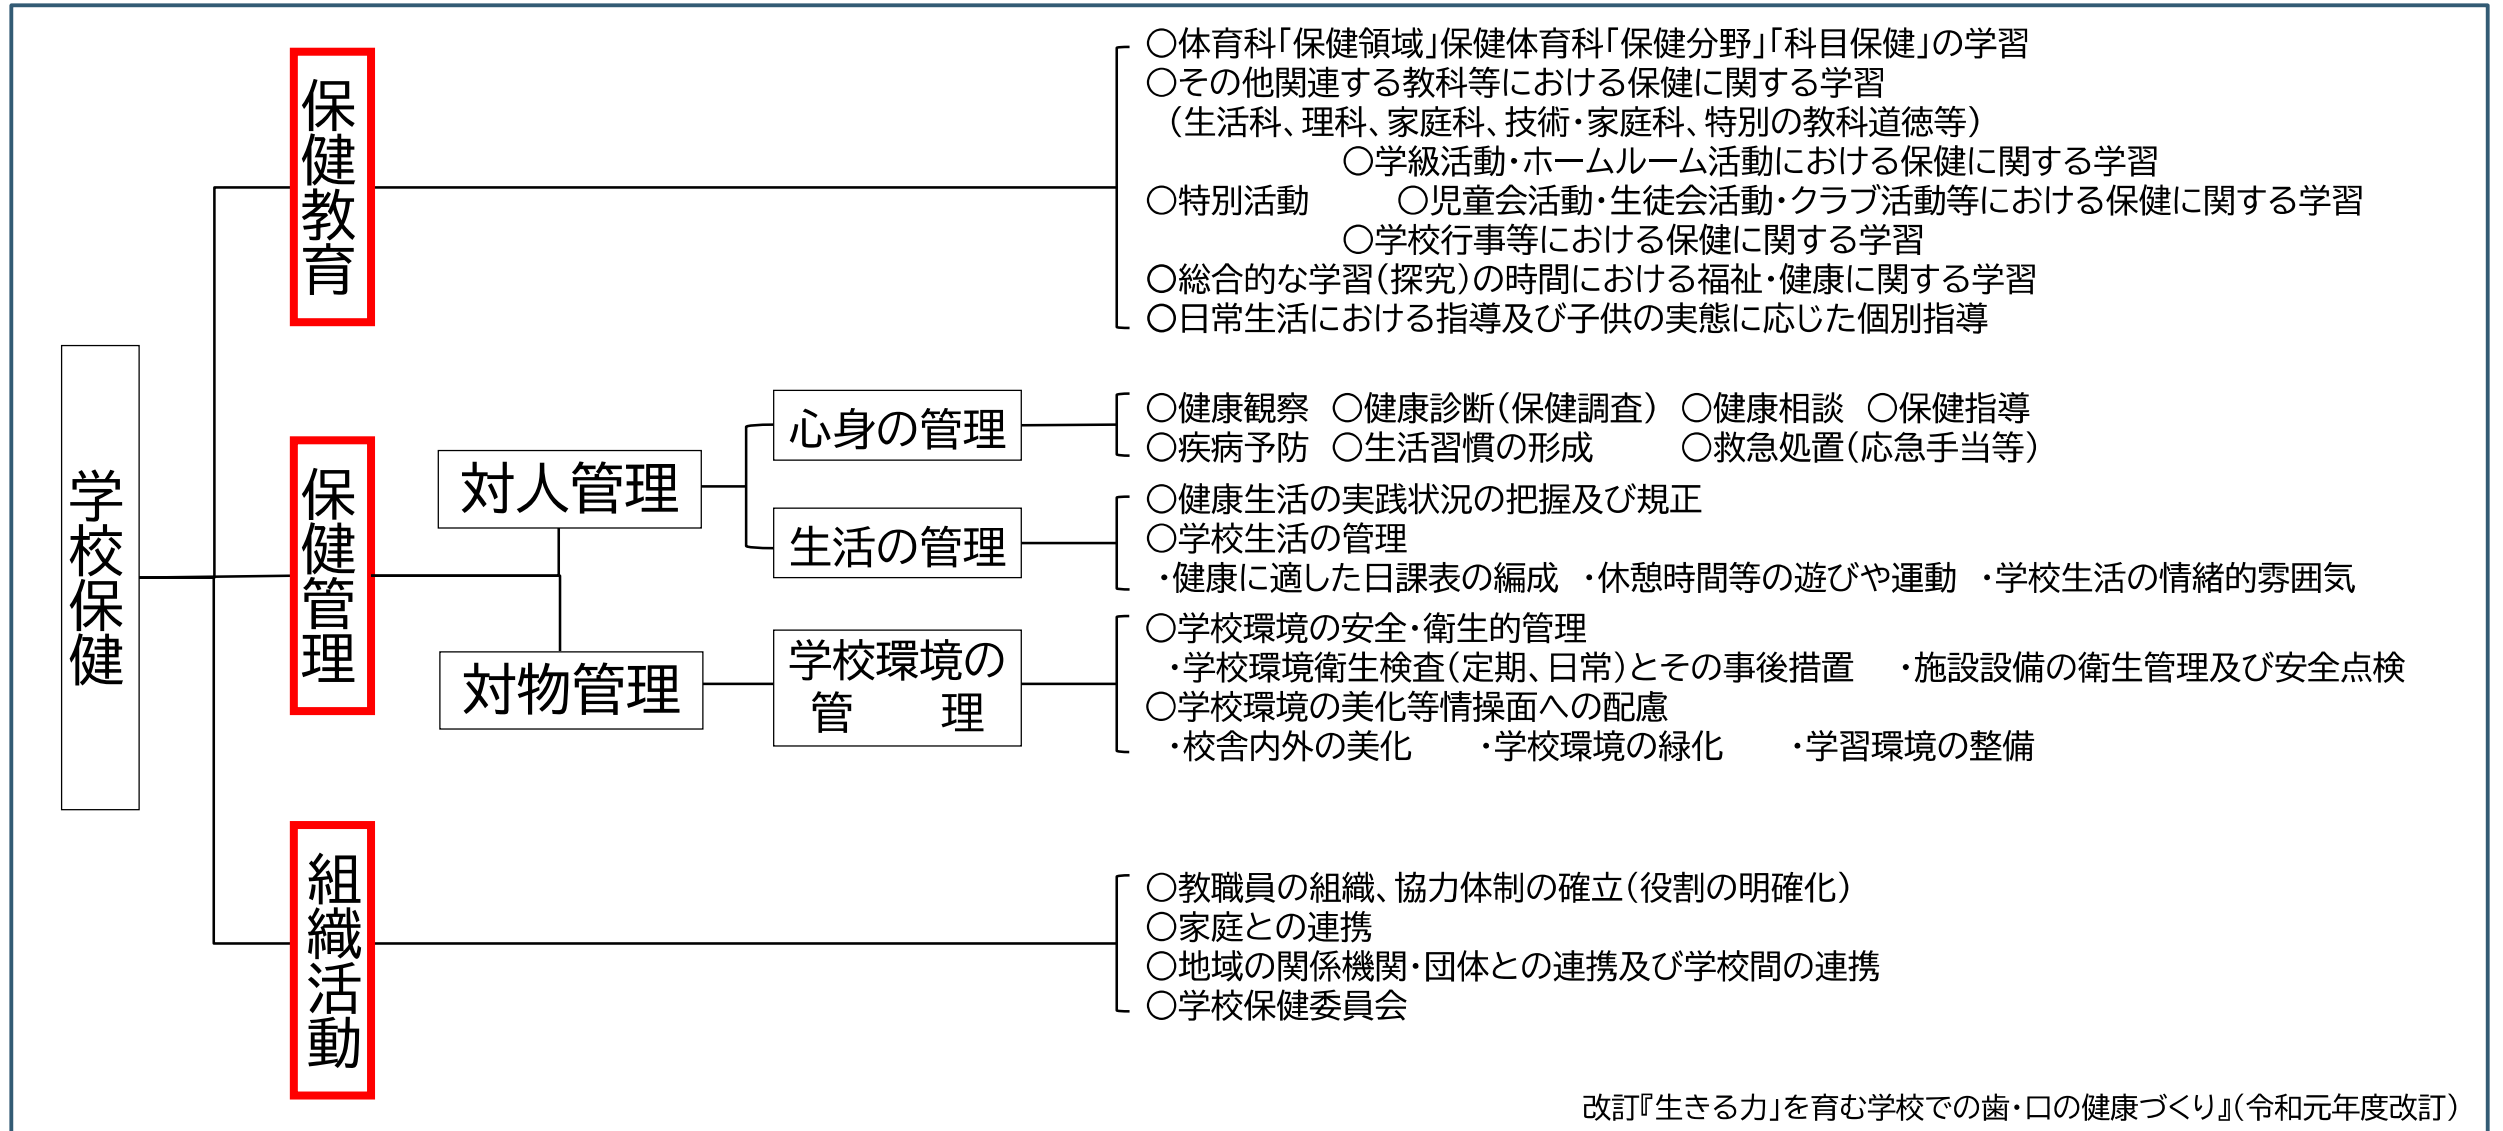 学校保健
保健教育
○体育科「保健領域」保健体育科「保健分野」「科目保健」の学習
○その他関連する教科等における保健に関する学習
(生活科、理科、家庭科、技術・家庭科、特別の教科道徳等)
○学級活動・ホームルーム活動における保健に関する学習
○特別活動　○児童会活動・生徒会活動・クラブ活動等における保健に関する学習
○学校行事等における保健に関する学習
○総合的な学習(探究)の時間における福祉・健康に関する学習
○日常生活における指導及び子供の実態に応じた個別指導
保健管理
対人管理
心身の管理
○健康観察　○健康診断(保健調査)　○健康相談　○保健指導
○疾病予防　○生活習慣の形成　○救急処置(応急手当等)
生活の管理
○健康生活の実践状況の把握及び規正
○学校生活の管理
・健康に適した日課表の編成　・休憩時間等の遊びや運動　・学校生活の情緒的雰囲気
対物管理
学校環境の
管　理
○学校環境の安全・衛生的管理
・学校環境衛生検査(定期、日常)とその事後措置　・施設設備の衛生管理及び安全点検
○学校環境の美化等情操面への配慮
・校舎内外の美化　・学校環境の緑化　・学習環境の整備
組織活動
○教職員の組織、協力体制の確立(役割の明確化)
○家庭との連携
○地域の関係機関・団体との連携及び学校間の連携
○学校保健委員会
改訂『生きる力」を育む学校での歯・口の健康づくり』(令和元年度改訂)